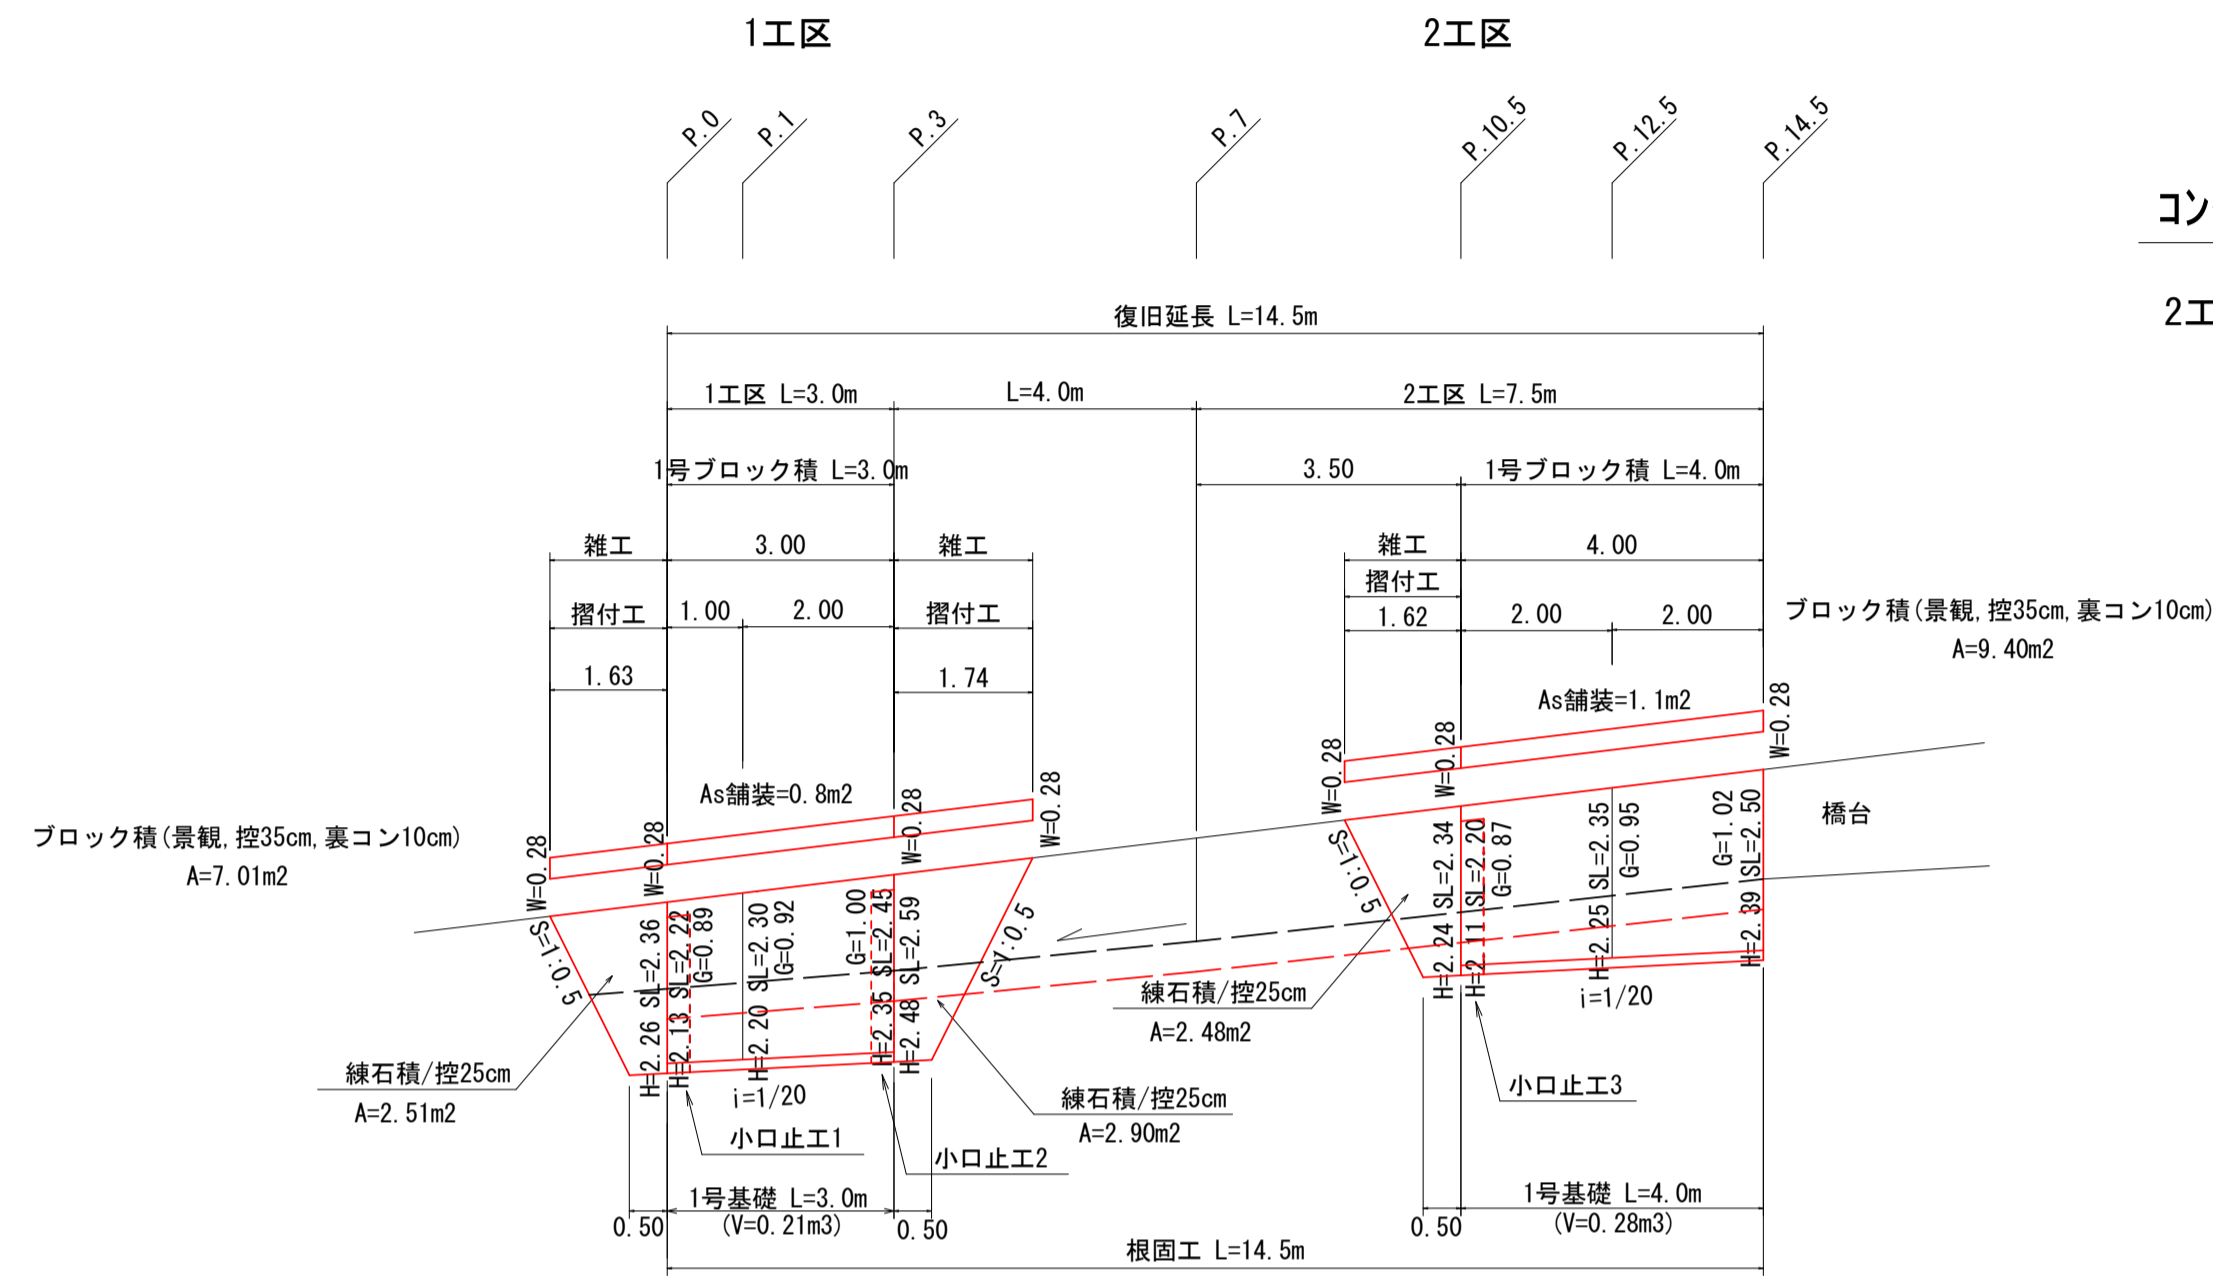 1工区
2工区
P.0
P.1
P.3
P.7
P.10.5
P.12.5
P.14.5
コン
2工
復旧延長 L=14.5m
1工区 L=3.0m
L=4.0m
2工区 L=7.5m
1号ブロック積 L=3.0m
3.50
1号ブロック積 L=4.0m
雑工
3.00
雑工
雑工
4.00
摺付工
1.00
2.00
摺付工
摺付工
1.63
1.74
1.62
2.00
2.00
ブロック積(景観,控35cm,裏コン10cm)
A=9.40m2
As舗装=1.1m2
As舗装=0.8m2
ブロック積(景観,控35cm,裏コン10cm)
A=7.01m2
W=0.28
W=0.28
W=0.28
W=0.28
W=0.28
W=0.28
W=0.28
橋台
S=1:0.5
H=2.26 SL=2.36
H=2.13 SL=2.22
G=0.89
H=2.20 SL=2.30
G=0.92
G=1.00
H=2.35 SL=2.45
H=2.48 SL=2.59
S=1:0.5
S=1:0.5
H=2.24 SL=2.34
H=2.11 SL=2.20
G=0.87
H=2.25 SL=2.35
G=0.95
G=1.02
H=2.39 SL=2.50
i=1/20
i=1/20
練石積/控25cm
A=2.51m2
練石積/控25cm
A=2.90m2
練石積/控25cm
A=2.48m2
小口止工1
小口止工2
小口止工3
0.50
1号基礎 L=3.0m
(V=0.21m3)
0.50
0.50
1号基礎 L=4.0m
(V=0.28m3)
根固工 L=14.5m